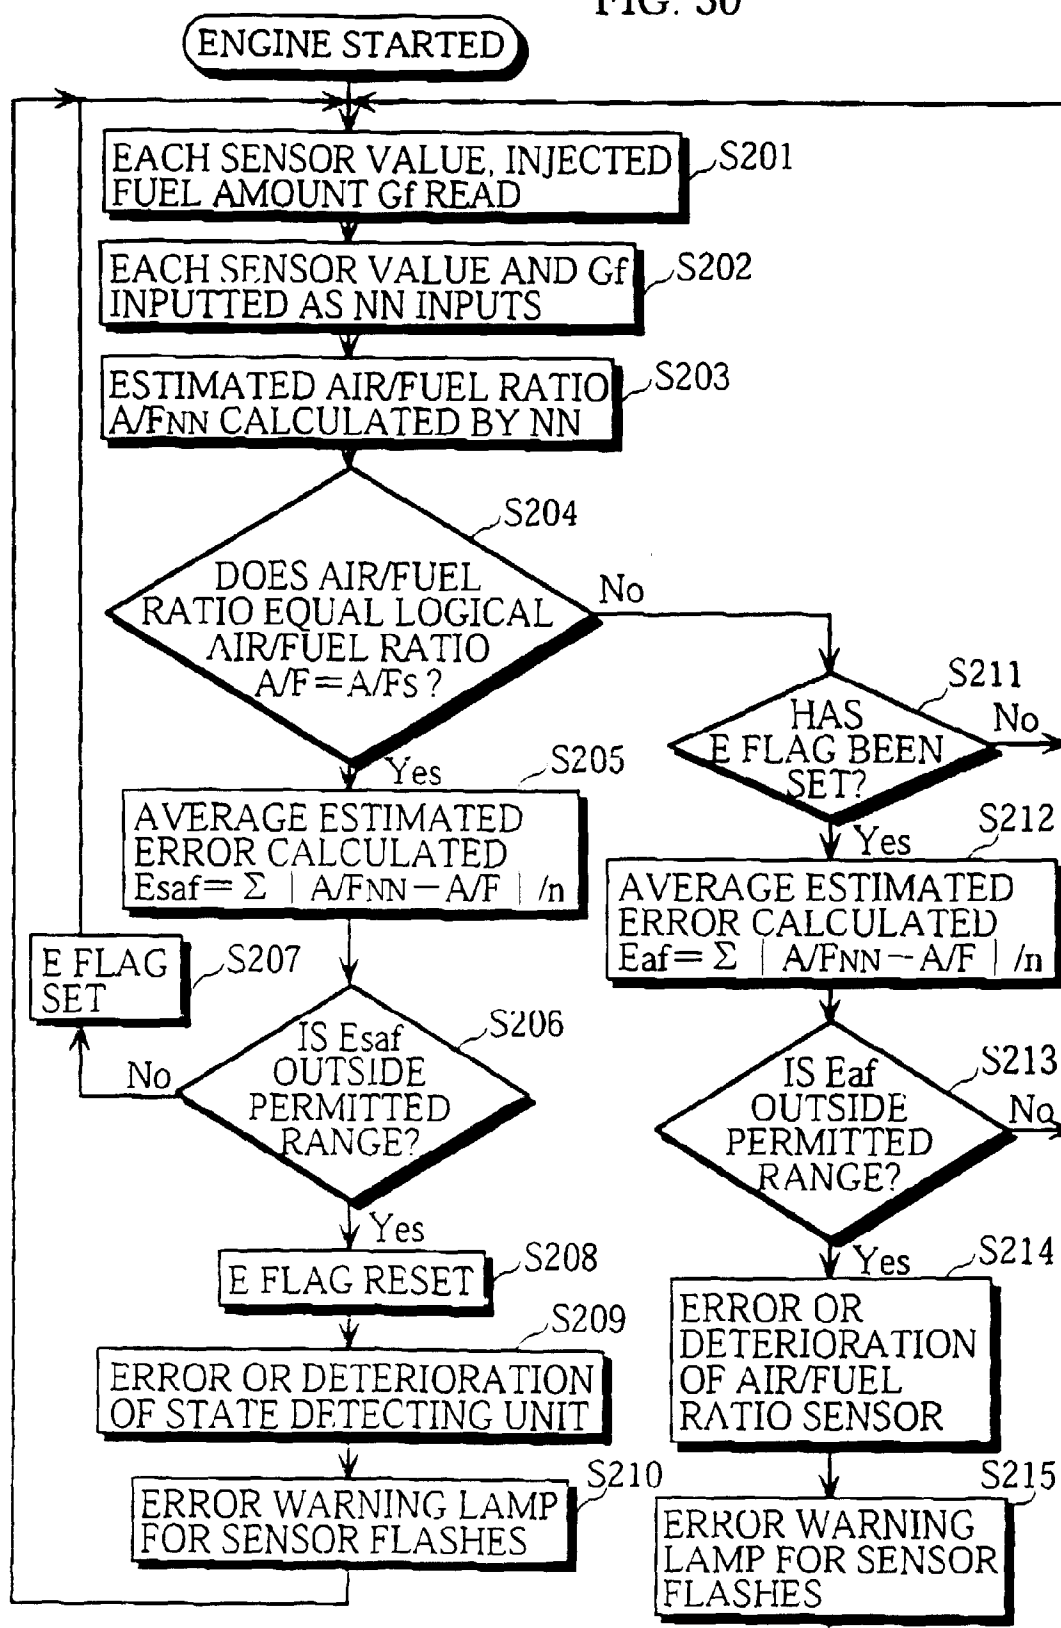 FIG. 30
ENGINE STARTED
EACH SENSOR VALUE, INJECTED
FUEL AMOUNT Gf READ
S201
EACH SENSOR VALUE AND Gf
INPUTTED AS NN INPUTS
S202
ESTIMATED AIR/FUEL RATIO
A/FNN CALCULATED BY NN
S203
S204
DOES AIR/FUEL
RATIO EQUAL LOGICAL
AIR/FUEL RATIO
A/F=A/Fs?
No
Yes
S205
AVERAGE ESTIMATED
ERROR CALCULATED
Esaf=Σ | A/FNN-A/F | /n
E FLAG
SET
S207
S206
IS Esaf
OUTSIDE
PERMITTED
RANGE?
No
Yes
E FLAG RESET
S208
S209
ERROR OR DETERIORATION
OF STATE DETECTING UNIT
S210
ERROR WARNING LAMP
FOR SENSOR FLASHES
S211
HAS
E FLAG BEEN
SET?
No
Yes
S212
AVERAGE ESTIMATED
ERROR CALCULATED
Eaf=Σ | A/FNN-A/F | /n
S213
IS Eaf
OUTSIDE
PERMITTED
RANGE?
No
Yes
S214
ERROR OR
DETERIORATION
OF AIR/FUEL
RATIO SENSOR
S215
ERROR WARNING
LAMP FOR SENSOR
FLASHES